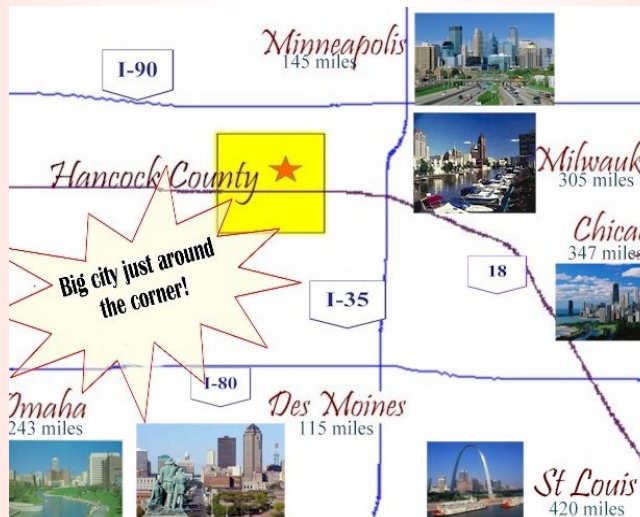 Minneapolis
145 miles
I-90
Hancock County
Milwauk
305 miles
Chica
347 miles
Big city just around
the corner!
18
I-35
I-80
Omaha
243 miles
Des Moines
115 miles
St Louis
420 miles